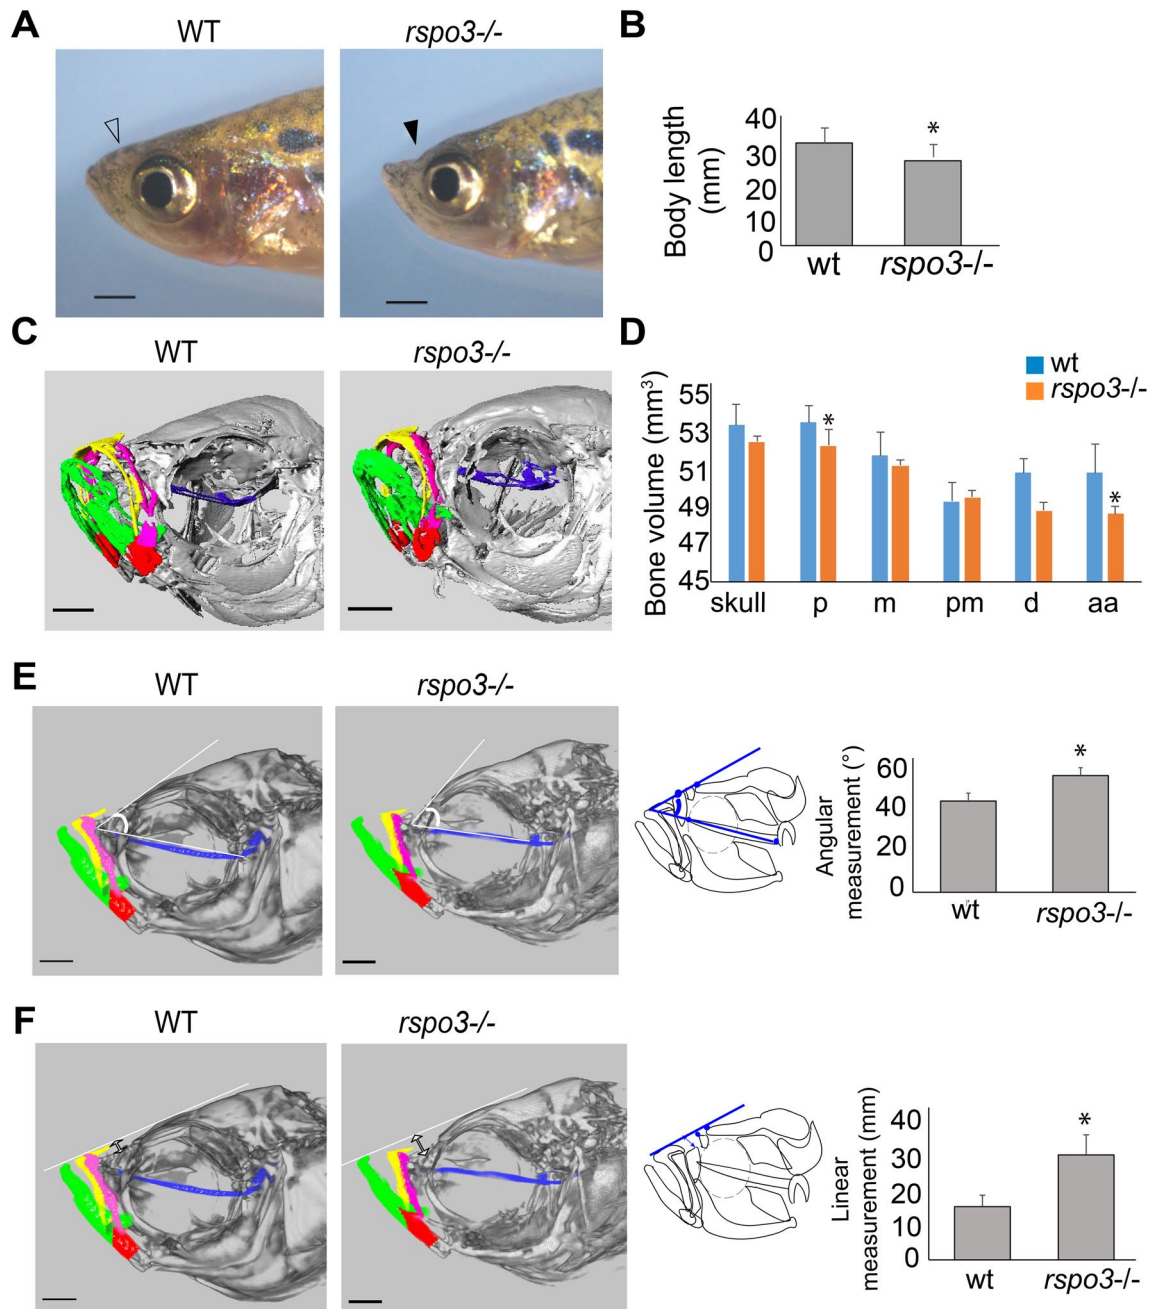 A
WT
rspo3-/-
B
Body length
(mm)
40
30
20
10
0
*
wt
rspo3-/-
C
WT
rspo3-/-
D
Bone volume (mm³)
55
53
51
49
47
45
wt
rspo3-/-
*
*
skull p m pm d aa
E
WT
rspo3-/-
Angular
measurement (°)
60
40
20
0
*
wt
rspo3-/-
F
WT
rspo3-/-
Linear
measurement (mm)
40
30
20
10
0
*
wt
rspo3-/-